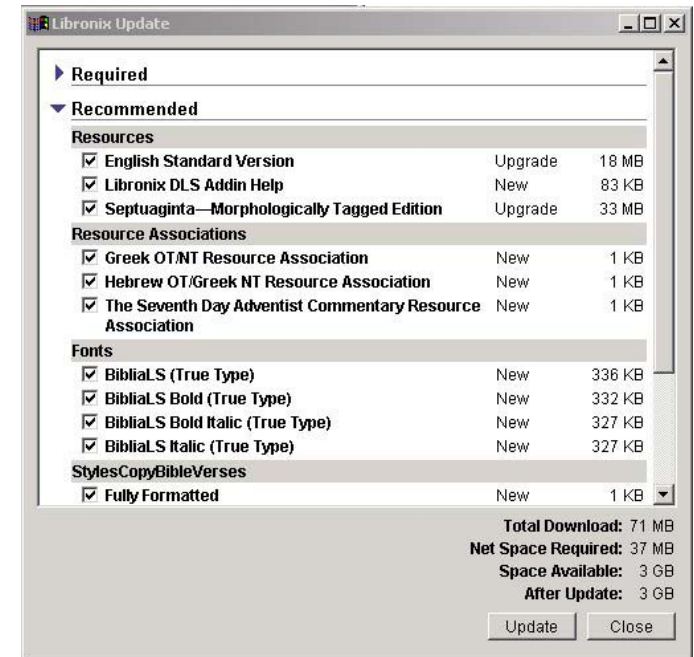 Libronix Update
Required
Recommended
Resources
English Standard Version Upgrade 18 MB
Libronix DLS Addin Help New 83 KB
Septuaginta—Morphologically Tagged Edition Upgrade 33 MB
Resource Associations
Greek OT/NT Resource Association New 1 KB
Hebrew OT/Greek NT Resource Association New 1 KB
The Seventh Day Adventist Commentary Resource New 1 KB
Association
Fonts
BibliaLS (True Type) New 336 KB
BibliaLS Bold (True Type) New 332 KB
BibliaLS Bold Italic (True Type) New 327 KB
BibliaLS Italic (True Type) New 327 KB
StylesCopyBibleVerses
Fully Formatted New 1 KB
Total Download: 71 MB
Net Space Required: 37 MB
Space Available: 3 GB
After Update: 3 GB
Update Close